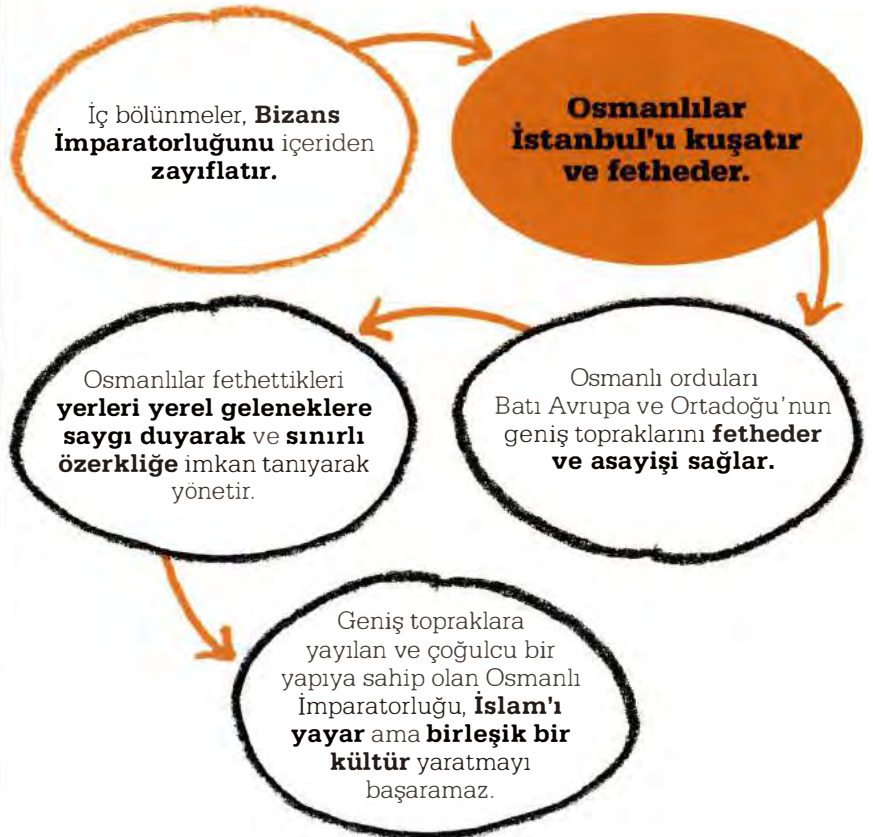 İç bölünmeler, Bizans
İmparatorluğunu içeriden
zayıflatır.
Osmanlılar
İstanbul'u kuşatır
ve fetheder.
Osmanlı orduları
Batı Avrupa ve Ortadoğu'nun
geniş topraklarını fetheder
ve asayişi sağlar.
Osmanlılar fethettikleri
yerleri yerel geleneklere
saygı duyarak ve sınırlı
özerkliğe imkan tanıyarak
yönetir.
Geniş topraklara
yayılan ve çoğulcu bir
yapıya sahip olan Osmanlı
İmparatorluğu, İslam'ı
yayar ama birleşik bir
kültür yaratmayı
başaramaz.